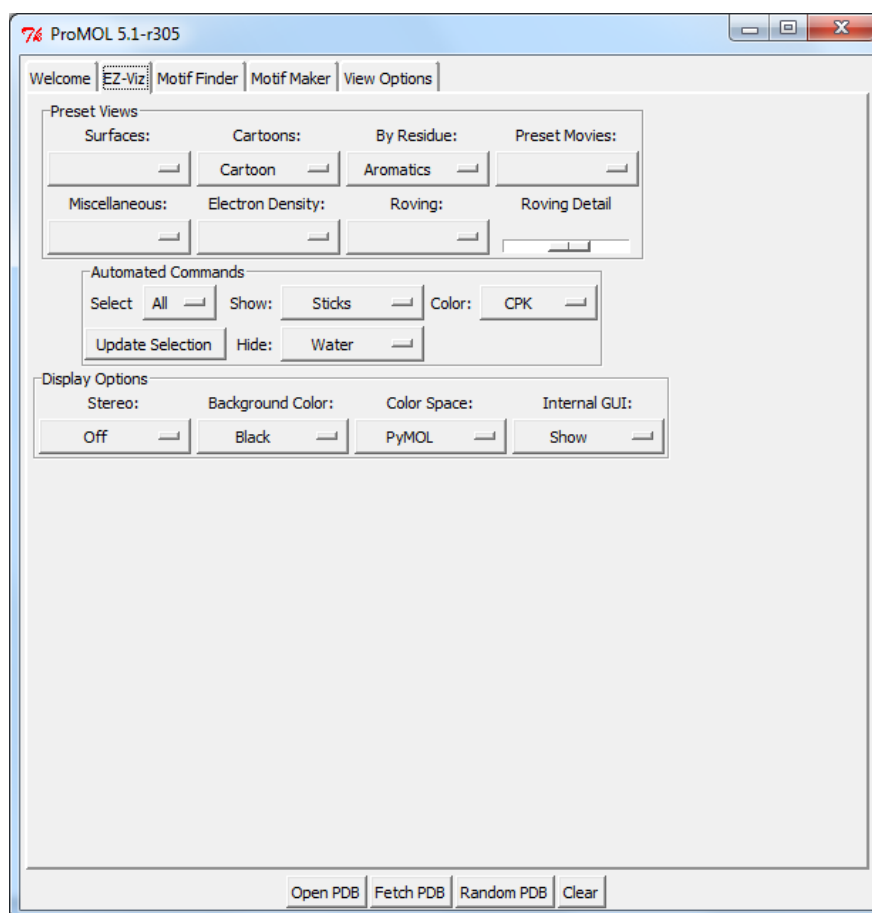 ProMOL 5.1-r305
Welcome EZ-Viz Motif Finder Motif Maker View Options
Preset Views
Surfaces: Cartoons: By Residue: Preset Movies:
Cartoon Aromatics
Miscellaneous: Electron Density: Roving: Roving Detail
Automated Commands
Select All Show: Sticks Color: CPK
Update Selection Hide: Water
Display Options
Stereo: Background Color: Color Space: Internal GUI:
Off Black PyMOL Show
Open PDB Fetch PDB Random PDB Clear